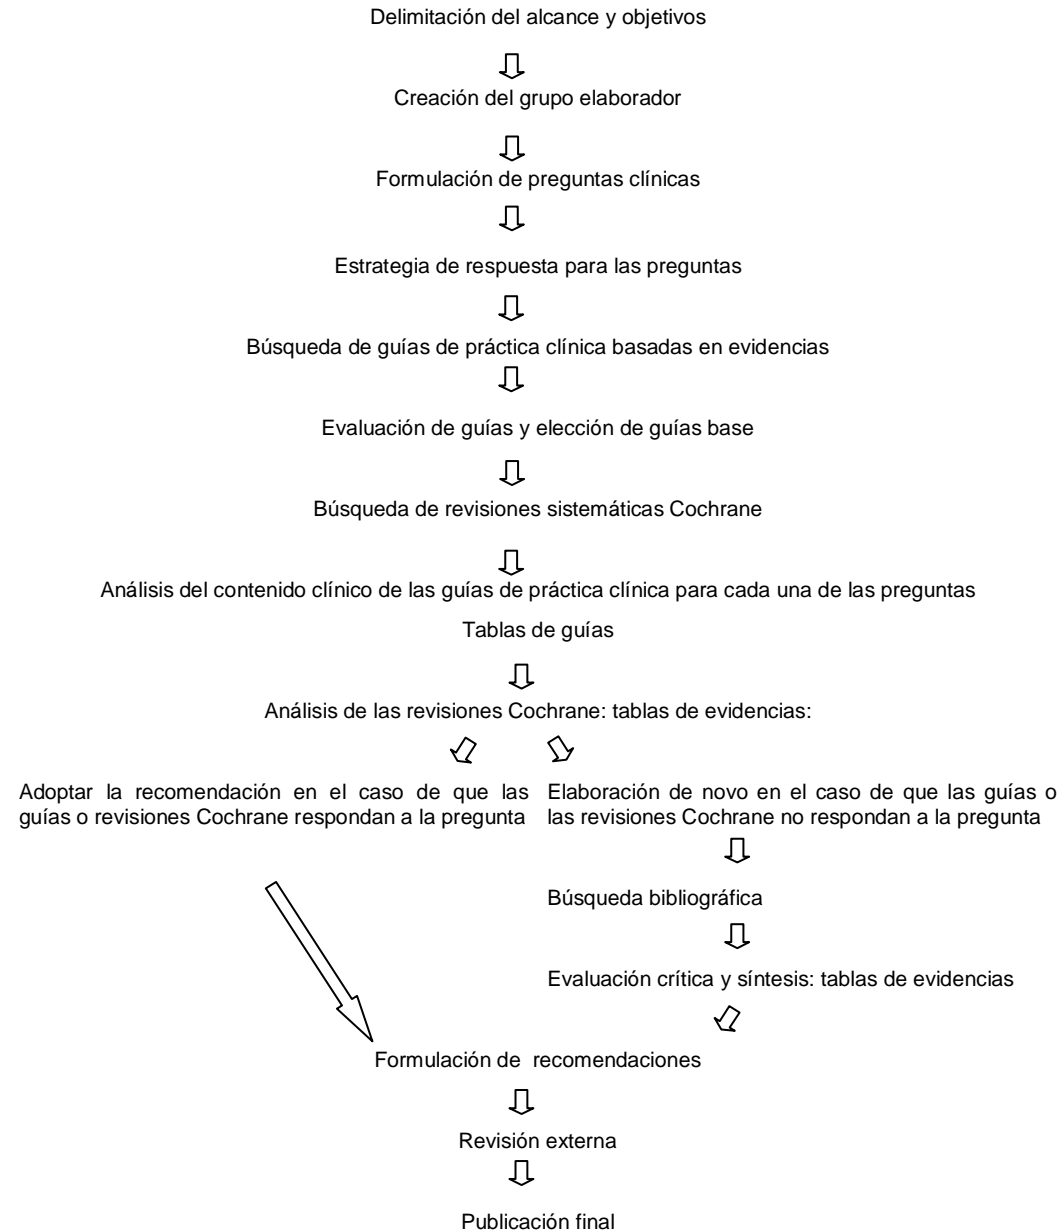 Delimitación del alcance y objetivos
Creación del grupo elaborador
Formulación de preguntas clínicas
Estrategia de respuesta para las preguntas
Búsqueda de guías de práctica clínica basadas en evidencias
Evaluación de guías y elección de guías base
Búsqueda de revisiones sistemáticas Cochrane
Análisis del contenido clínico de las guías de práctica clínica para cada una de las preguntas
Tablas de guías
Análisis de las revisiones Cochrane: tablas de evidencias:
Adoptar la recomendación en el caso de que las
guías o revisiones Cochrane respondan a la pregunta
Elaboración de novo en el caso de que las guías o
las revisiones Cochrane no respondan a la pregunta
Búsqueda bibliográfica
Evaluación crítica y síntesis: tablas de evidencias
Formulación de recomendaciones
Revisión externa
Publicación final